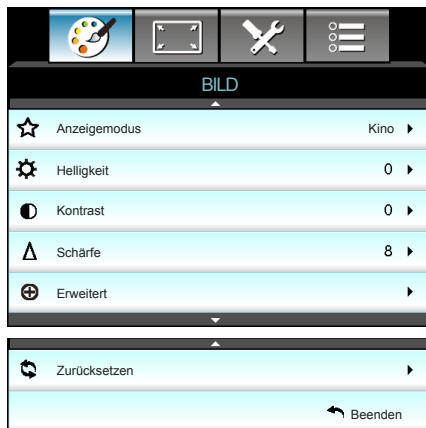 BILD
Anzeigemodus Kino
Helligkeit 0
Kontrast 0
Schärfe 8
Erweitert
Zurücksetzen
Beenden